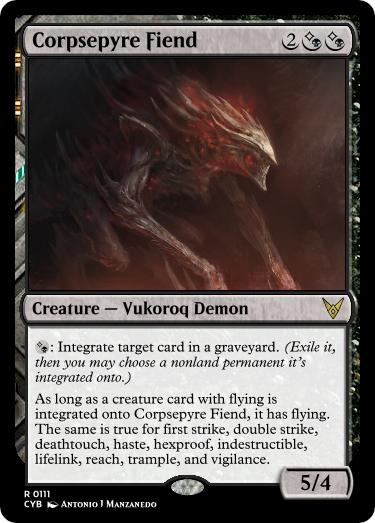 Corpsepyre Fiend 2
Creature — Vukoroq Demon
: Integrate target card in a graveyard. (Exile it,
then you may choose a nonland permanent it's
integrated onto.)
As long as a creature card with flying is
integrated onto Corpsepyre Fiend, it has flying.
The same is true for first strike, double strike,
deathtouch, haste, hexproof, indestructible,
lifelink, reach, trample, and vigilance.
5/4
R 0111
CYB Antonio J Manzanedo